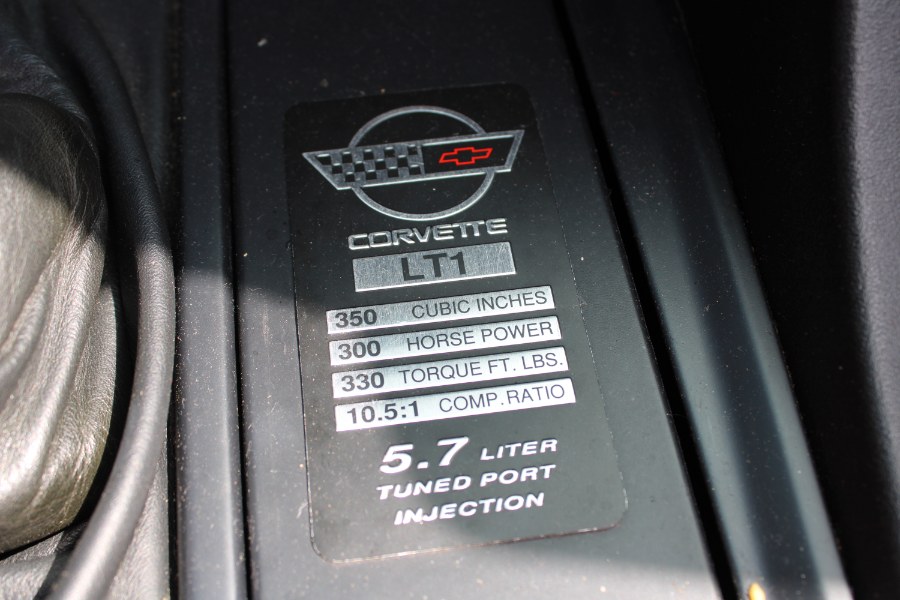 CORVETTE
LT1
350 CUBIC INCHES
300 HORSE POWER
330 TORQUE FT. LBS.
10.5:1 COMP. RATIO
5.7 LITER
TUNED PORT
INJECTION